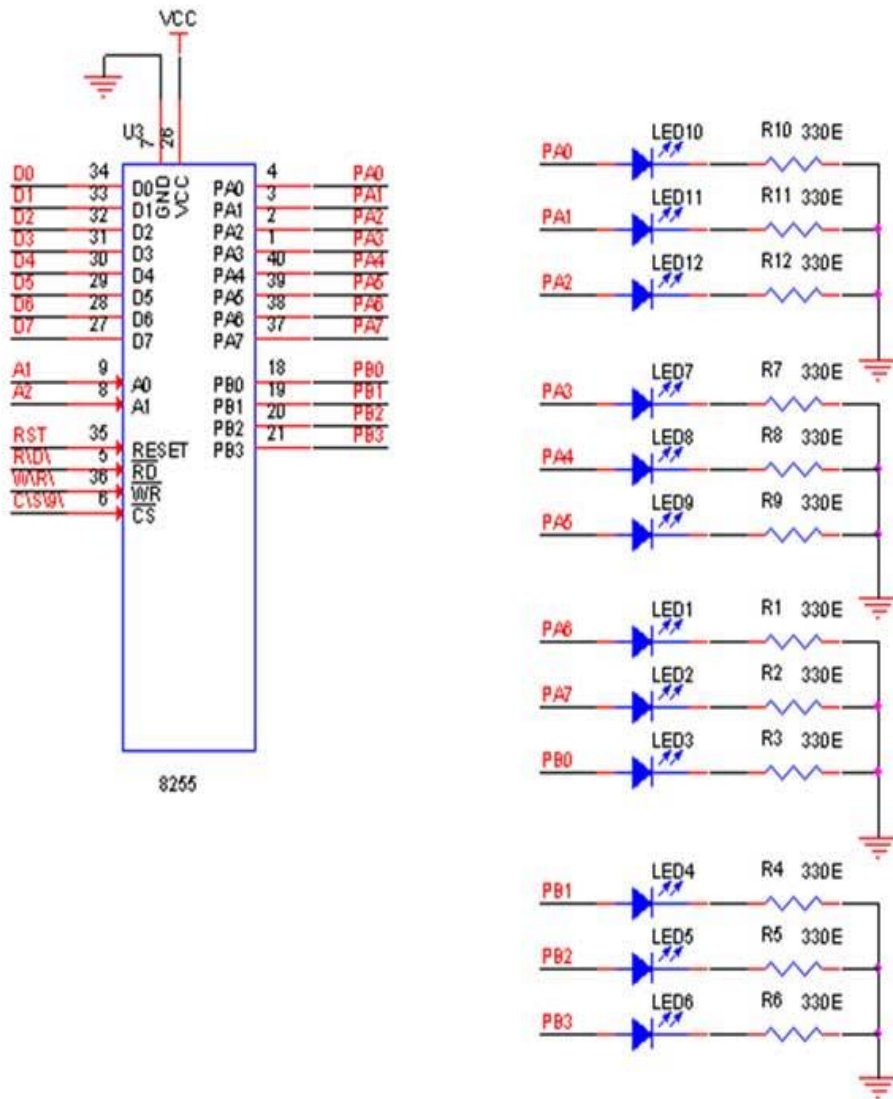 VCC
U3
7
26
GND
VCC
D0 34 D0 PA0 4 PA0
D1 33 D1 PA1 3 PA1
D2 32 D2 PA2 2 PA2
D3 31 D3 PA3 1 PA3
D4 30 D4 PA4 40 PA4
D5 29 D5 PA5 39 PA5
D6 28 D6 PA6 38 PA6
D7 27 D7 PA7 37 PA7
A1 9 A0 PB0 18 PB0
A2 8 A1 PB1 19 PB1
PB2 20 PB2
RST 35 RESET PB3 21 PB3
R\D\ 5 RD
W\R\ 36 WR
C\S\9\ 6 CS
8255
PA0 LED10 R10 330E
PA1 LED11 R11 330E
PA2 LED12 R12 330E
PA3 LED7 R7 330E
PA4 LED8 R8 330E
PA5 LED9 R9 330E
PA6 LED1 R1 330E
PA7 LED2 R2 330E
PB0 LED3 R3 330E
PB1 LED4 R4 330E
PB2 LED5 R5 330E
PB3 LED6 R6 330E